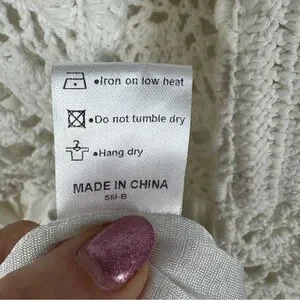 •Iron on low heat
•Do not tumble dry
•Hang dry
MADE IN CHINA
SM-B